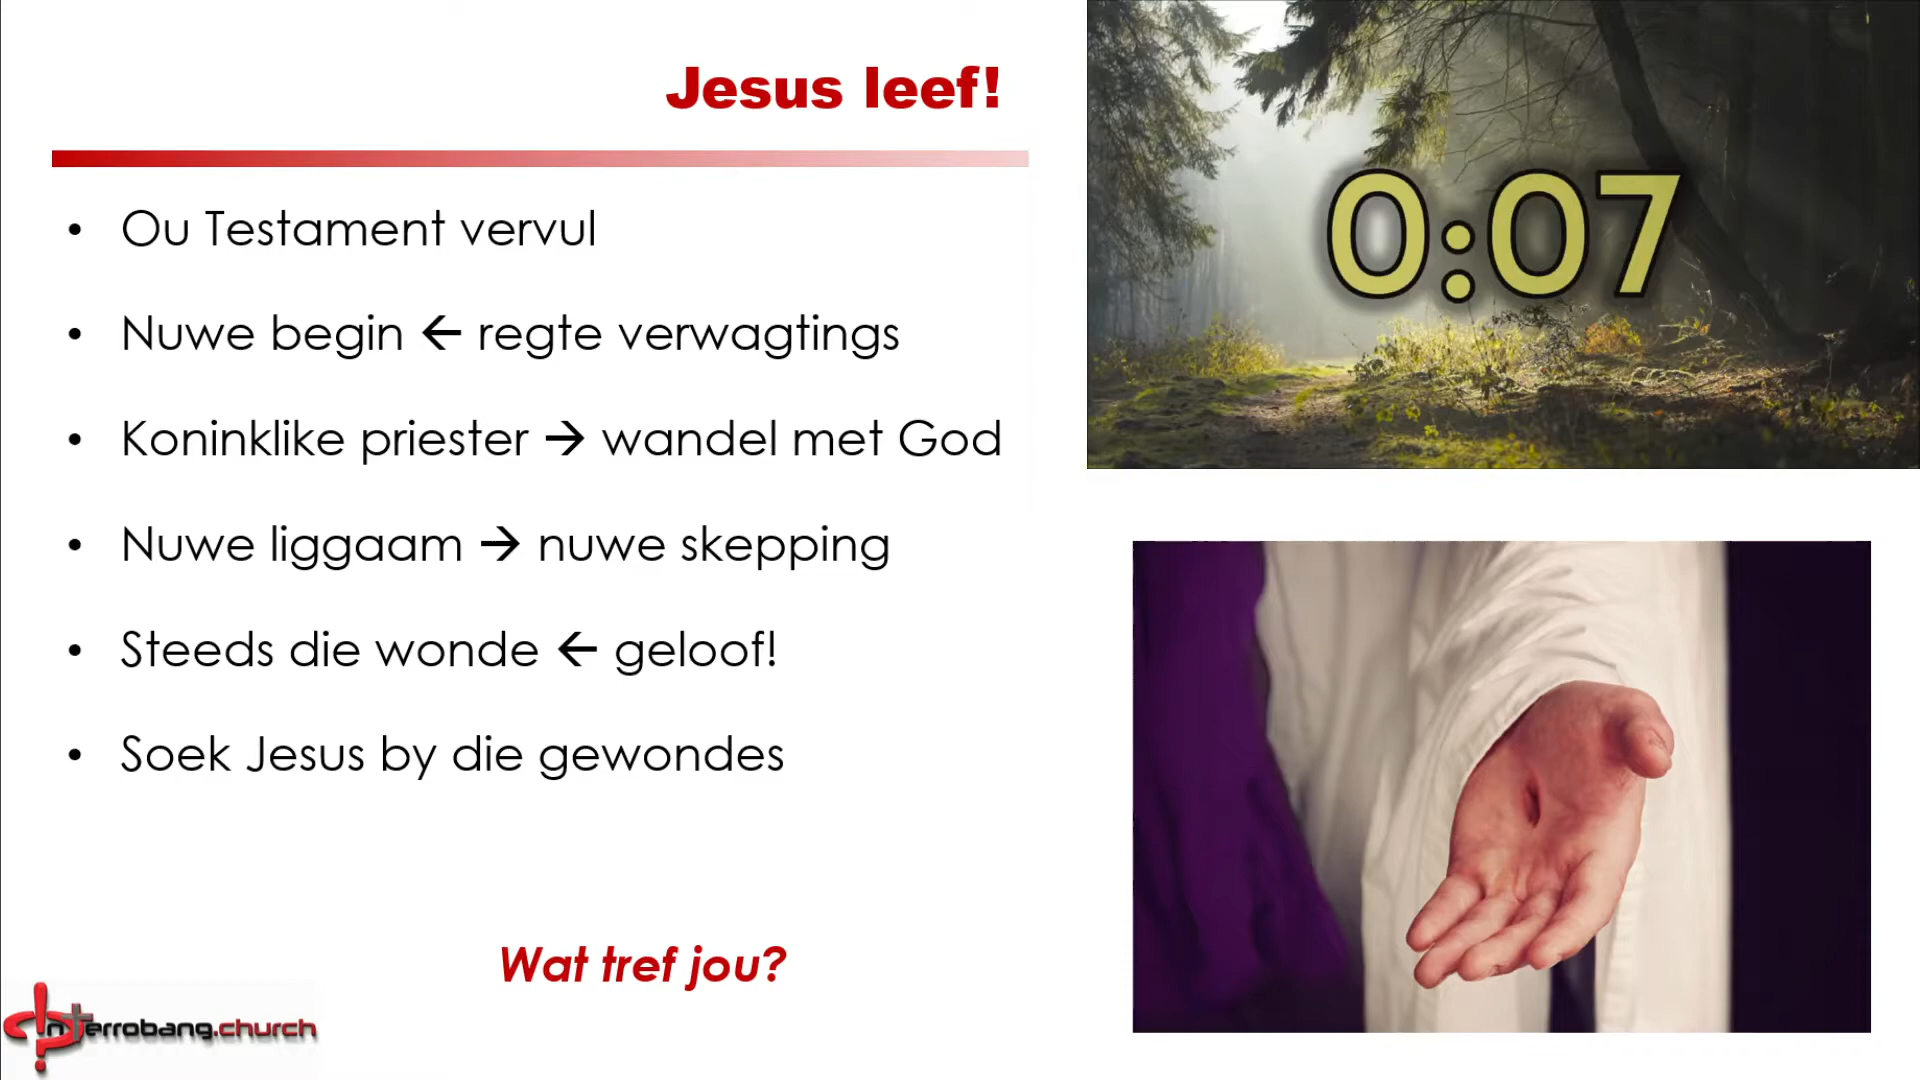 Jesus leef!
• Ou Testament vervul
• Nuwe begin ← regte verwagtings
• Koninklike priester → wandel met God
• Nuwe liggaam → nuwe skepping
• Steeds die wonde ← geloof!
• Soek Jesus by die gewondes
Wat tref jou?
interrobang.church
0:07